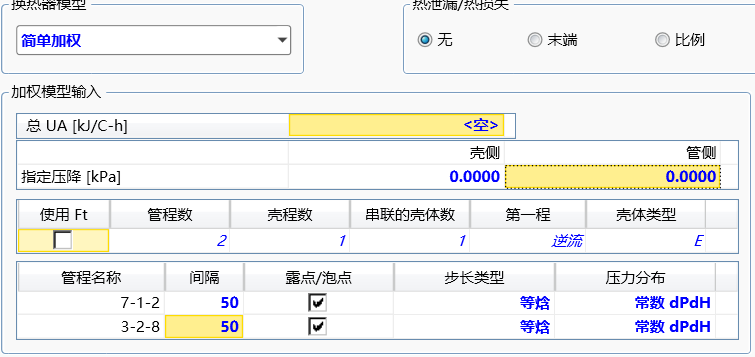 换热器模型
热泄漏/热损失
简单加权
无 末端 比例
加权模型输入
总 UA [kJ/C-h] <空>
壳侧 管侧
指定压降 [kPa] 0.0000 0.0000
使用 Ft 管程数 壳程数 串联的壳体数 第一程 壳体类型
2 1 1 逆流 E
管程名称 间隔 露点/泡点 步长类型 压力分布
7-1-2 50 等焓 常数 dPdH
3-2-8 50 等焓 常数 dPdH